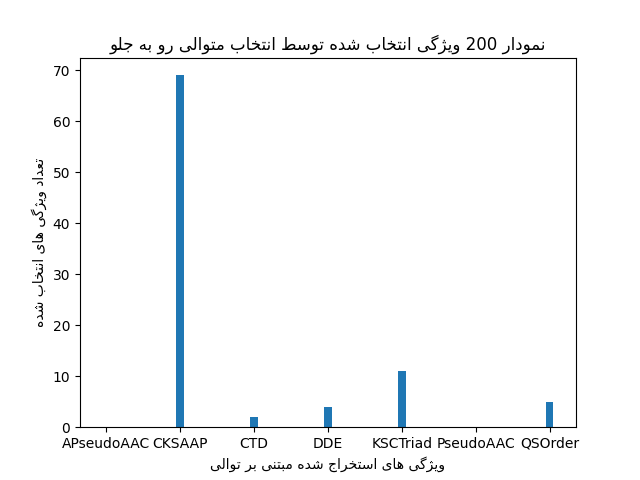 نمودار 200 ویژگی انتخاب شده توسط انتخاب متوالی رو به جلو
تعداد ویژگی های انتخاب شده
70
60
50
40
30
20
10
0
APseudoAAC CKSAAP CTD DDE KSCTriad PseudoAAC QSOrder
ویژگی های استخراج شده مبتنی بر توالی